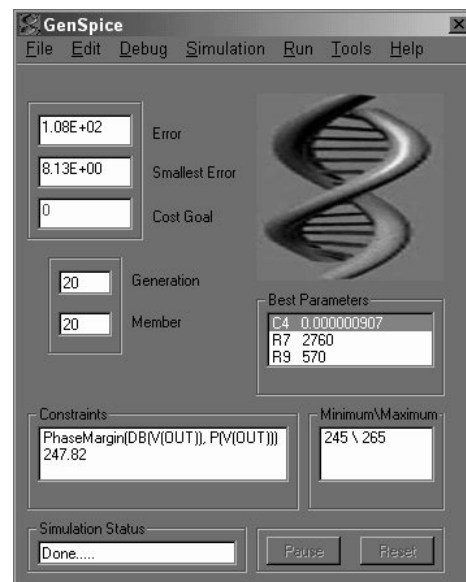 GenSpice
File Edit Debug Simulation Run Tools Help
1.08E+02 Error
8.13E+00 Smallest Error
0 Cost Goal
20 Generation
20 Member
Best Parameters
C4 0.000000907
R7 2760
R9 570
Constraints
PhaseMargin(DB(V(OUT)), P(V(OUT)))
247.82
Minimum\Maximum
245 \ 265
Simulation Status
Done.....
Pause Reset